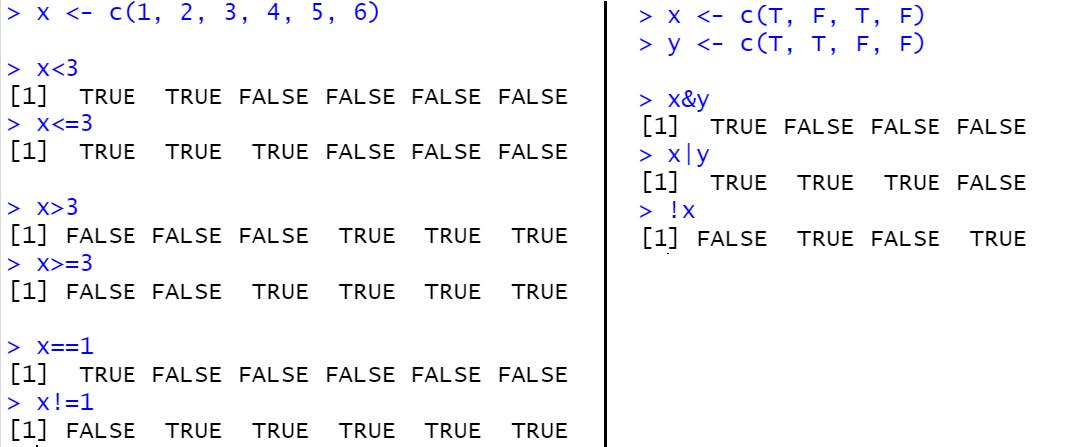 > x <- c(1, 2, 3, 4, 5, 6)
> x<3
[1]  TRUE  TRUE FALSE FALSE FALSE FALSE
> x<=3
[1]  TRUE  TRUE  TRUE FALSE FALSE FALSE
> x>3
[1] FALSE FALSE FALSE  TRUE  TRUE  TRUE
> x>=3
[1] FALSE FALSE  TRUE  TRUE  TRUE  TRUE
> x==1
[1]  TRUE FALSE FALSE FALSE FALSE FALSE
> x!=1
[1] FALSE  TRUE  TRUE  TRUE  TRUE  TRUE
> x <- c(T, F, T, F)
> y <- c(T, T, F, F)
> x&y
[1]  TRUE FALSE FALSE FALSE
> x|y
[1]  TRUE  TRUE  TRUE FALSE
> !x
[1] FALSE  TRUE FALSE  TRUE